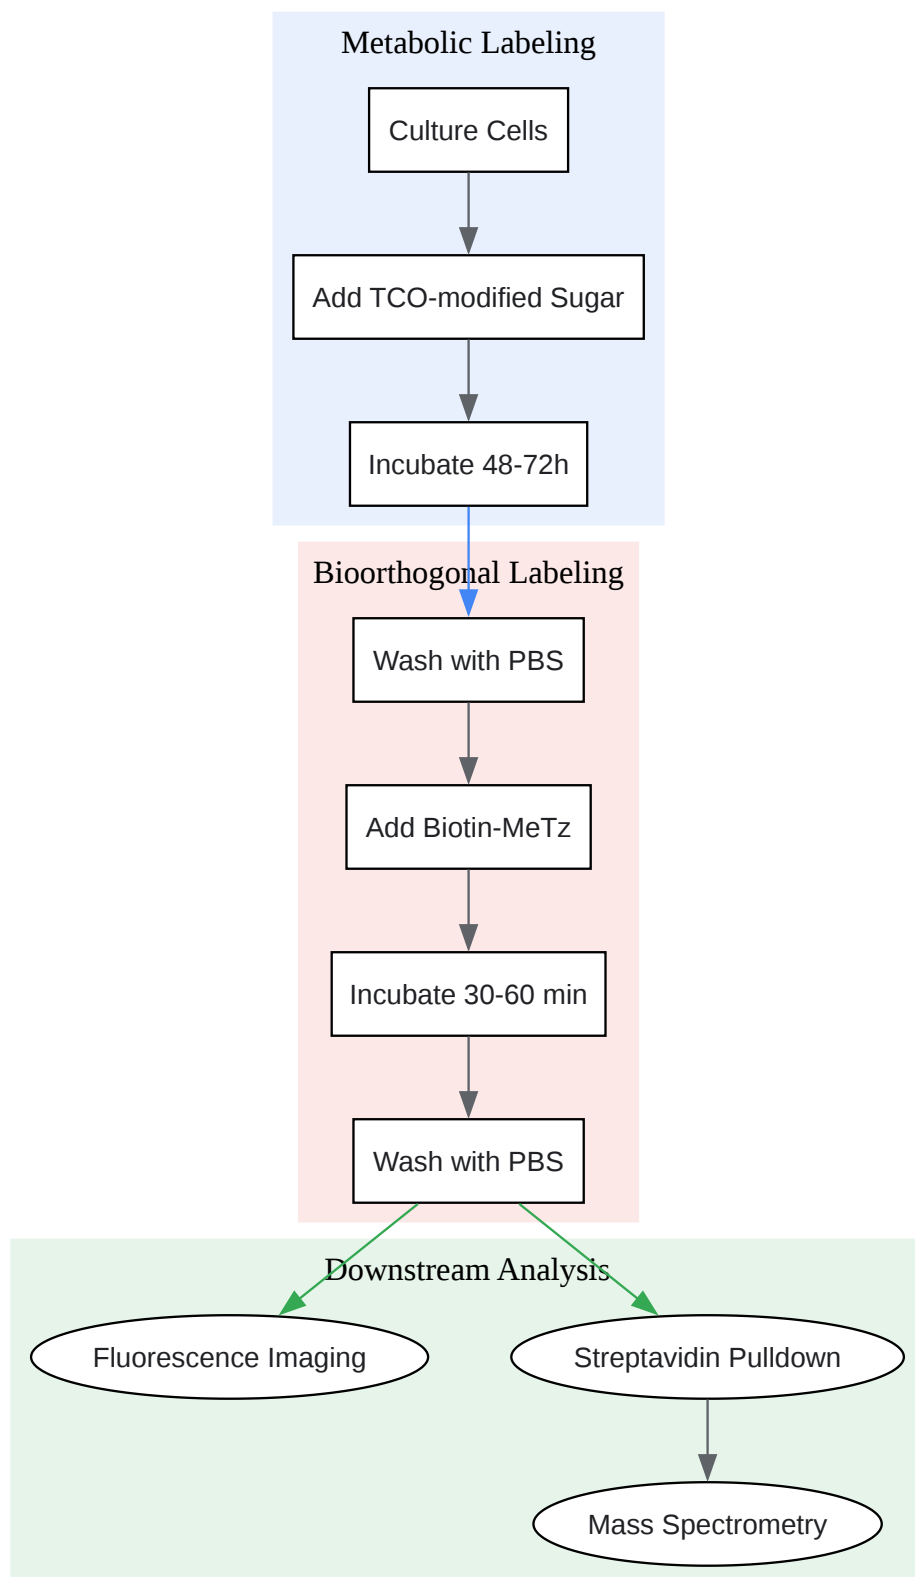 Metabolic Labeling
Culture Cells
Add TCO-modified Sugar
Incubate 48-72h
Bioorthogonal Labeling
Wash with PBS
Add Biotin-MeTz
Incubate 30-60 min
Wash with PBS
Downstream Analysis
Fluorescence Imaging
Streptavidin Pulldown
Mass Spectrometry